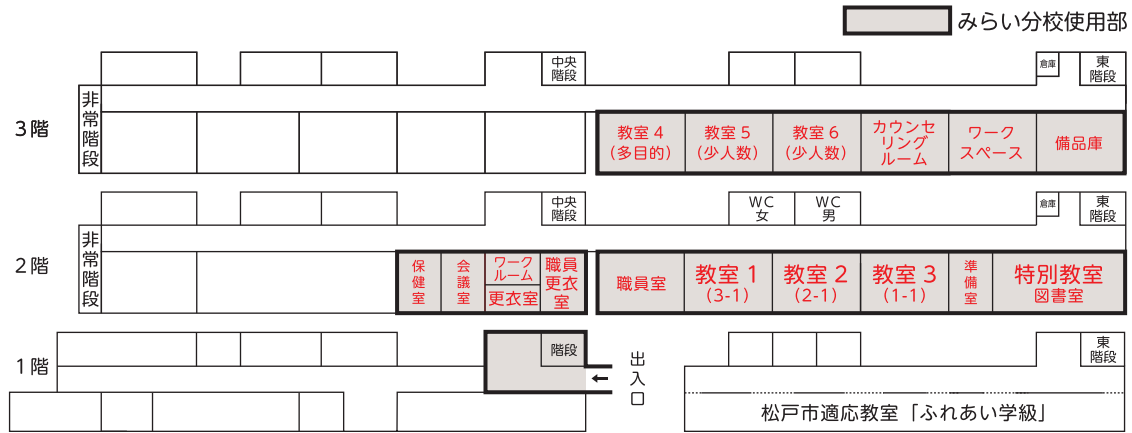 みらい分校使用部
3階
非常階段
中央
階段
倉庫
東
階段
教室4
(多目的)
教室5
(少人数)
教室6
(少人数)
カウンセ
リング
ルーム
ワーク
スペース
備品庫
2階
非常階段
中央
階段
WC
女
WC
男
倉庫
東
階段
保健室
会議室
ワーク
ルーム
更衣室
職員
更衣
室
職員室
教室1
(3-1)
教室2
(2-1)
教室3
(1-1)
準備室
特別教室
図書室
1階
階段
出入口
東
階段
松戸市適応教室「ふれあい学級」